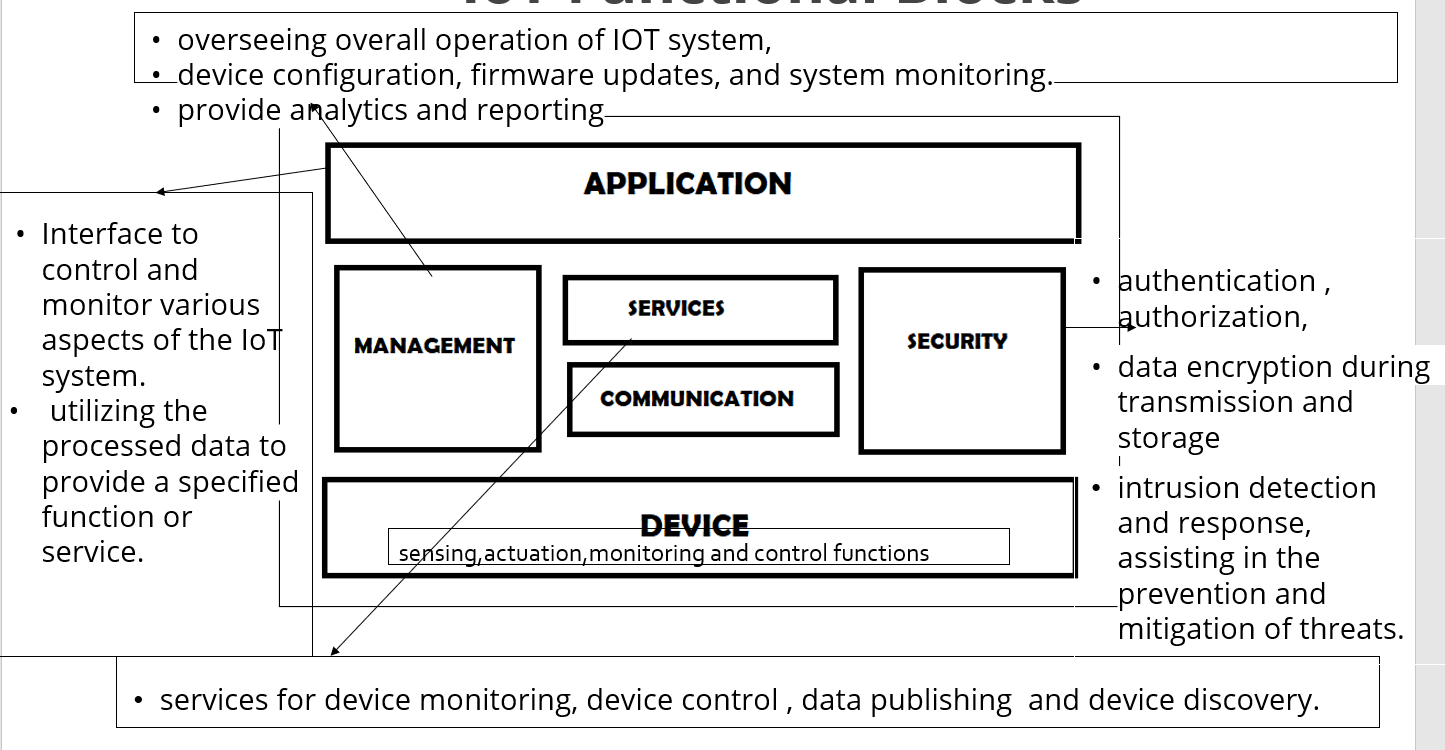 IoT Functional Blocks
• overseeing overall operation of IOT system,
• device configuration, firmware updates, and system monitoring.
• provide analytics and reporting
APPLICATION
• Interface to
control and
monitor various
aspects of the IoT
system.
• utilizing the
processed data to
provide a specified
function or
service.
MANAGEMENT
SERVICES
COMMUNICATION
SECURITY
• authentication ,
authorization,
• data encryption during
transmission and
storage
• intrusion detection
and response,
assisting in the
prevention and
mitigation of threats.
DEVICE
sensing,actuation,monitoring and control functions
• services for device monitoring, device control , data publishing  and device discovery.